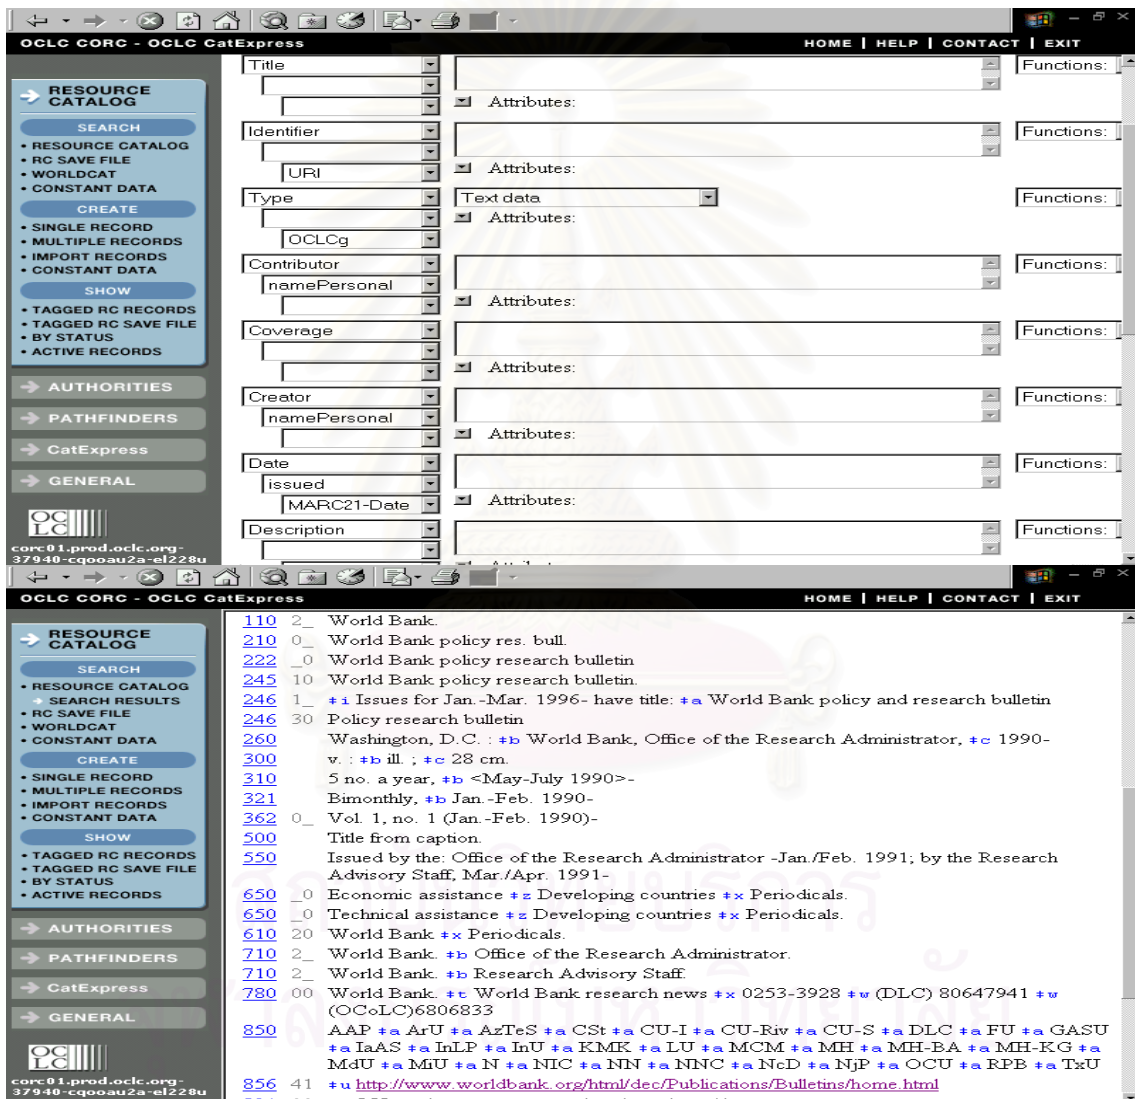 OCLC CORC - OCLC CatExpress HOME | HELP | CONTACT | EXIT
RESOURCE CATALOG
SEARCH
• RESOURCE CATALOG
• RC SAVE FILE
• WORLDCAT
• CONSTANT DATA
CREATE
• SINGLE RECORD
• MULTIPLE RECORDS
• IMPORT RECORDS
• CONSTANT DATA
SHOW
• TAGGED RC RECORDS
• TAGGED RC SAVE FILE
• BY STATUS
• ACTIVE RECORDS
AUTHORITIES
PATHFINDERS
CatExpress
GENERAL
OCLC
corc01.prod.oclc.org-
37940-cqooau2a-el228u
Title Functions:
Attributes:
Identifier Functions:
URI Attributes:
Type Text data Functions:
Attributes:
OCLCg
Contributor Functions:
namePersonal
Attributes:
Coverage Functions:
Attributes:
Creator Functions:
namePersonal
Attributes:
Date Functions:
issued
MARC21-Date Attributes:
Description Functions:
OCLC CORC - OCLC CatExpress HOME | HELP | CONTACT | EXIT
RESOURCE CATALOG
SEARCH
• RESOURCE CATALOG
SEARCH RESULTS
• RC SAVE FILE
• WORLDCAT
• CONSTANT DATA
CREATE
• SINGLE RECORD
• MULTIPLE RECORDS
• IMPORT RECORDS
• CONSTANT DATA
SHOW
• TAGGED RC RECORDS
• TAGGED RC SAVE FILE
• BY STATUS
• ACTIVE RECORDS
AUTHORITIES
PATHFINDERS
CatExpress
GENERAL
OCLC
corc01.prod.oclc.org-
37940-cqooau2a-el228u
110 2_ World Bank.
210 0_ World Bank policy res. bull.
222 _0 World Bank policy research bulletin
245 10 World Bank policy research bulletin.
246 1_ ‡i Issues for Jan.-Mar. 1996- have title: ‡a World Bank policy and research bulletin
246 30 Policy research bulletin
260 Washington, D.C. : ‡b World Bank, Office of the Research Administrator, ‡c 1990-
300 v. : ‡b ill. ; ‡c 28 cm.
310 5 no. a year, ‡b <May-July 1990>-
321 Bimonthly, ‡b Jan.-Feb. 1990-
362 0_ Vol. 1, no. 1 (Jan.-Feb. 1990)-
500 Title from caption.
550 Issued by the: Office of the Research Administrator -Jan./Feb. 1991; by the Research
Advisory Staff, Mar./Apr. 1991-
650 _0 Economic assistance ‡z Developing countries ‡x Periodicals.
650 _0 Technical assistance ‡z Developing countries ‡x Periodicals.
610 20 World Bank ‡x Periodicals.
710 2_ World Bank. ‡b Office of the Research Administrator.
710 2_ World Bank. ‡b Research Advisory Staff.
780 00 World Bank. ‡t World Bank research news ‡x 0253-3928 ‡w (DLC) 80647941 ‡w
(OCoLC)6806833
850 AAP ‡a ArU ‡a AzTeS ‡a CSt ‡a CU-I ‡a CU-Riv ‡a CU-S ‡a DLC ‡a FU ‡a GASU
‡a IaAS ‡a InLP ‡a InU ‡a KMK ‡a LU ‡a MCM ‡a MH ‡a MH-BA ‡a MH-KG ‡a
MdU ‡a MiU ‡a N ‡a NIC ‡a NN ‡a NNC ‡a NcD ‡a NjP ‡a OCU ‡a RPB ‡a TxU
856 41 ‡u http://www.worldbank.org/html/dec/Publications/Bulletins/home.html